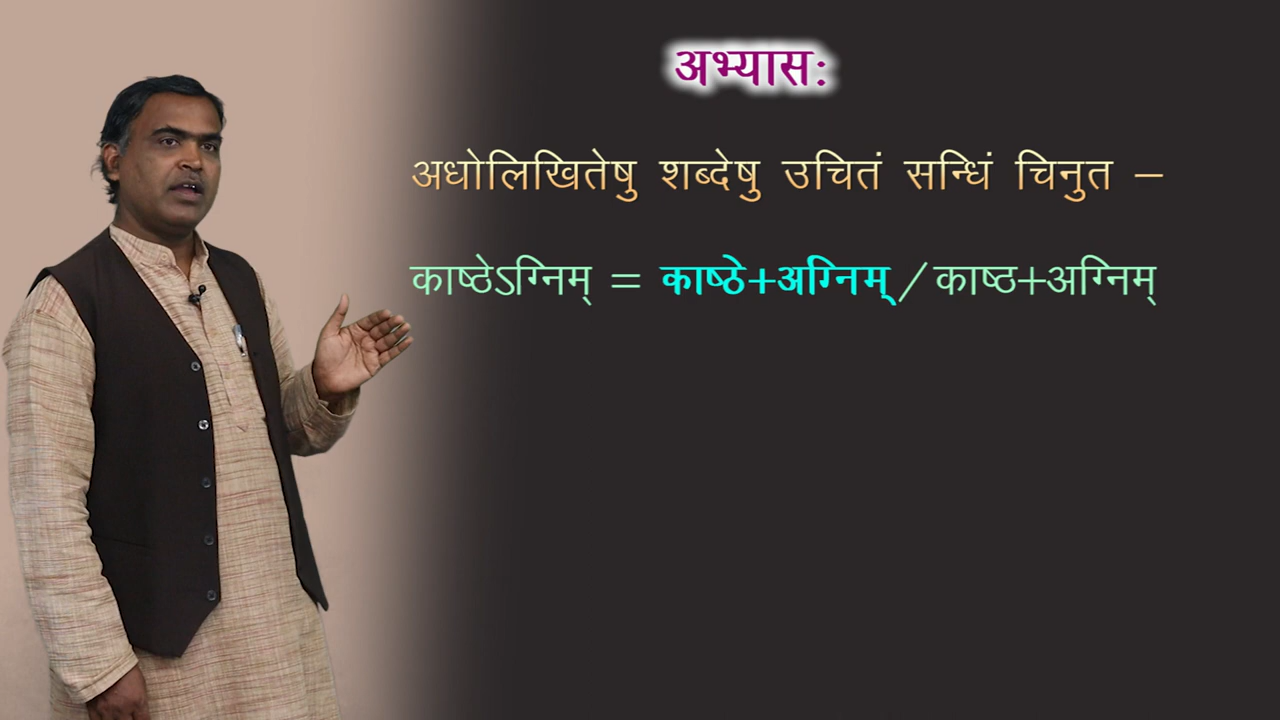 अभ्यासः
अधोलिखितेषु शब्देषु उचितं सन्धिं चिनुत –
काष्ठेऽग्निम् = काष्ठे+अग्निम् / काष्ठ+अग्निम्